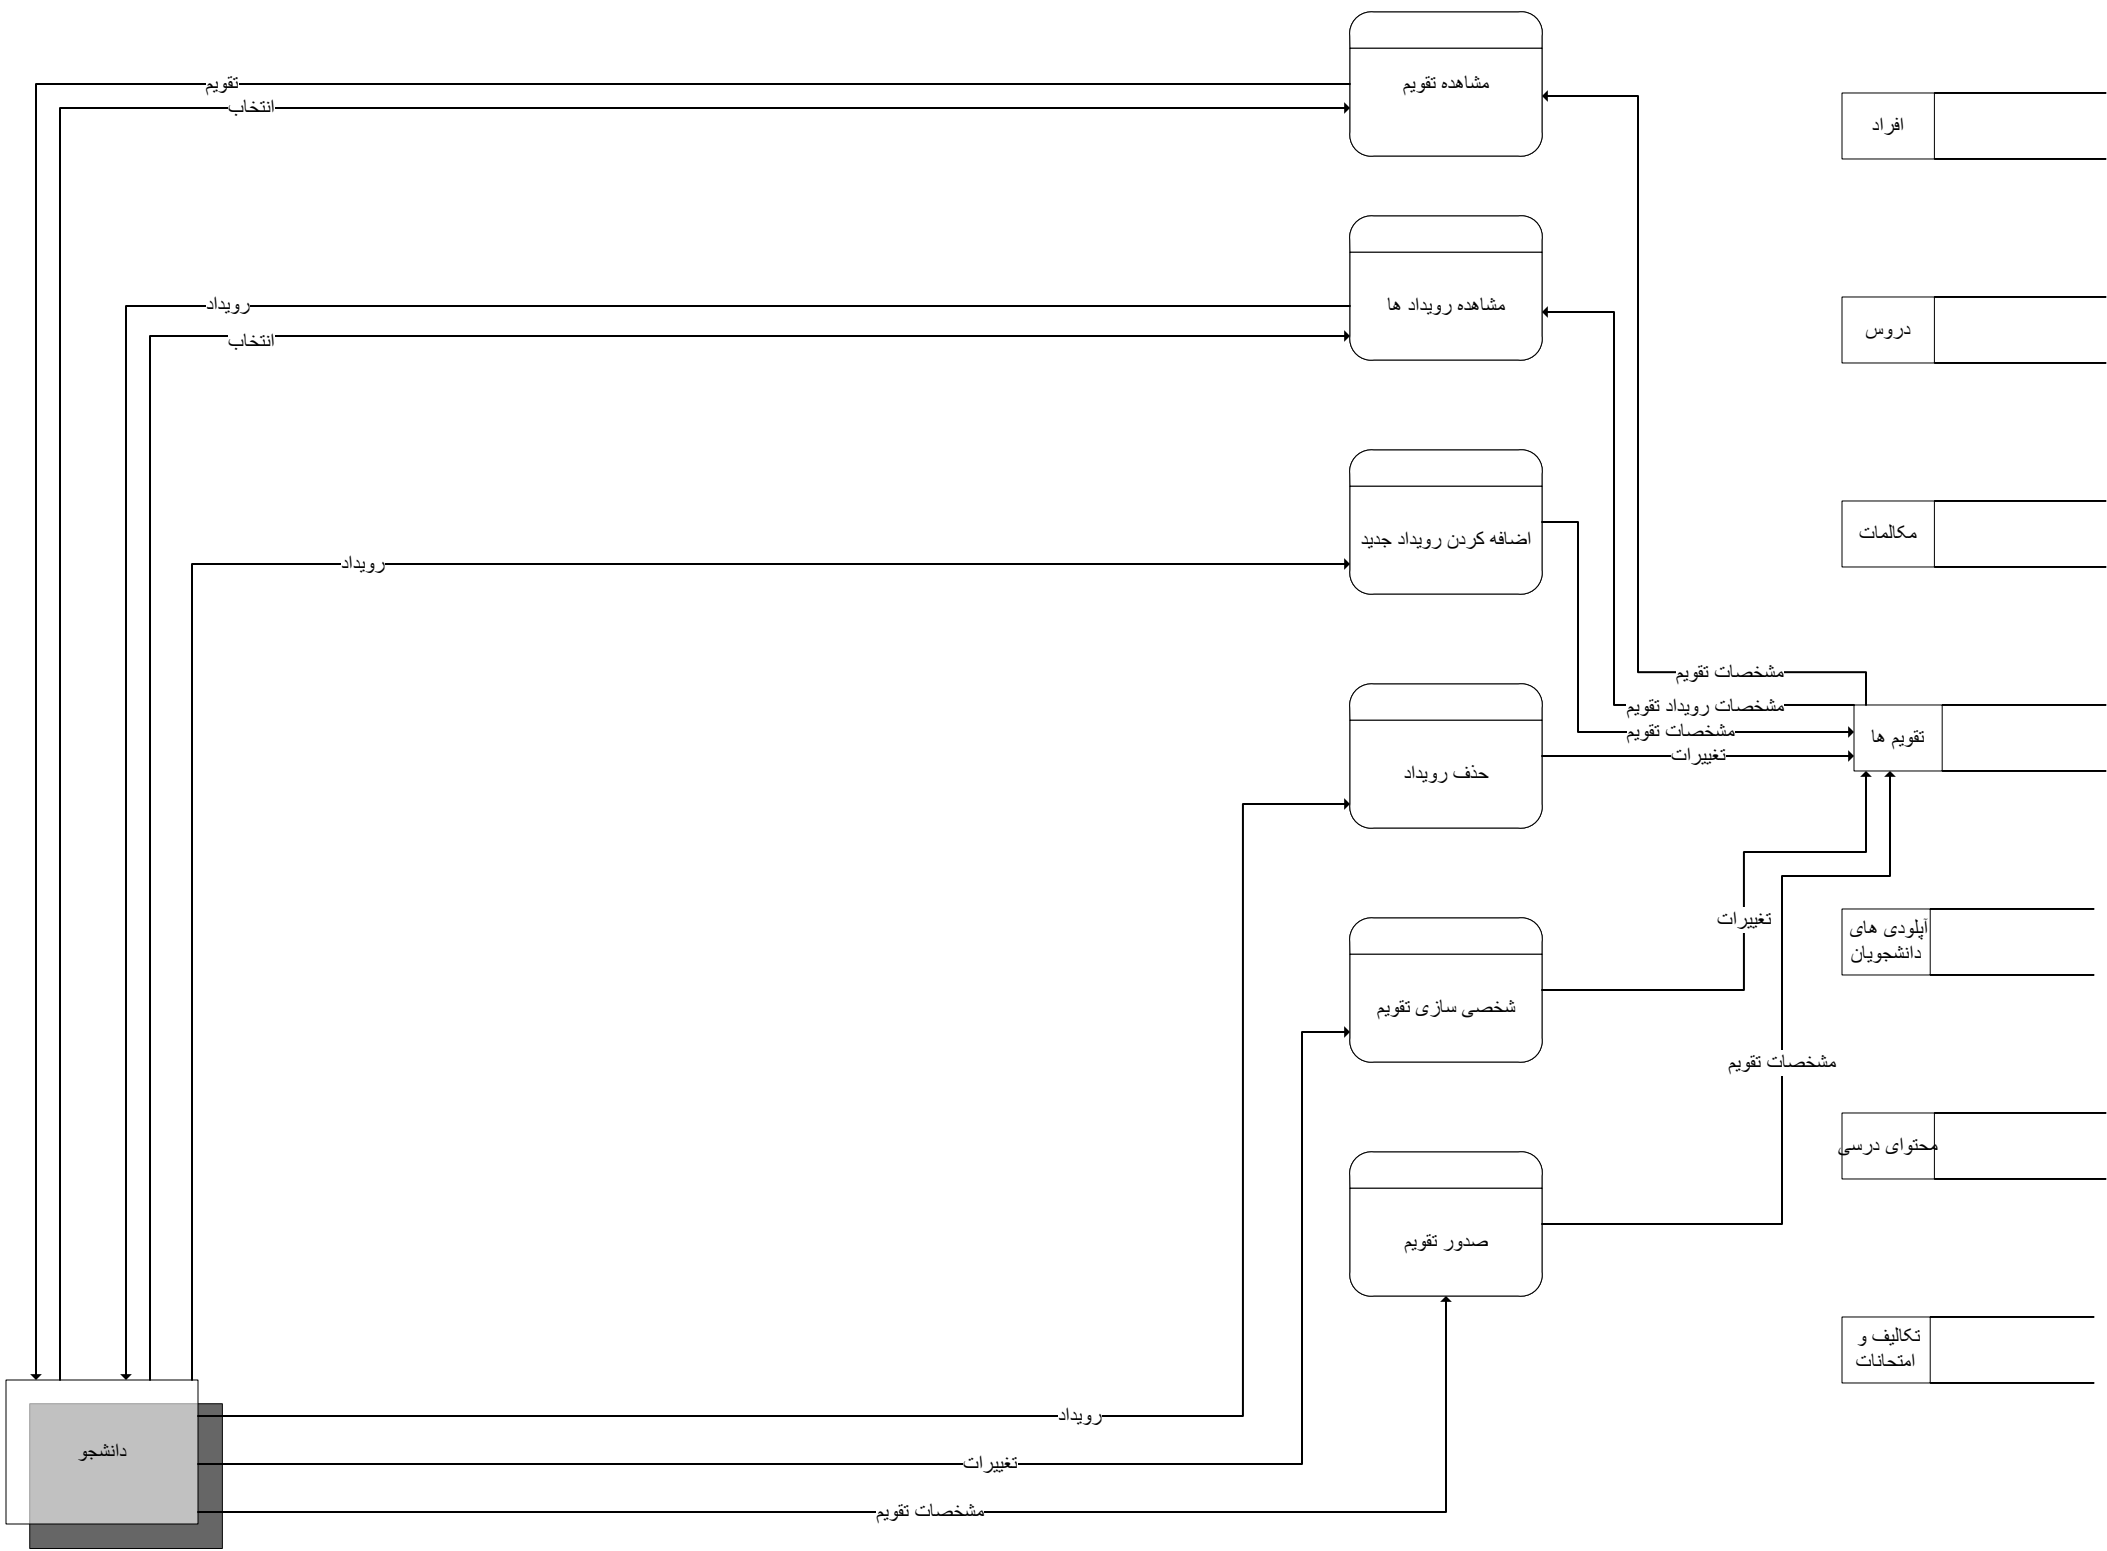 مشاهده تقویم
تقویم
انتخاب
افراد
مشاهده رویداد ها
رویداد
انتخاب
دروس
اضافه کردن رویداد جدید
رویداد
مکالمات
مشخصات تقویم
مشخصات رویداد تقویم
مشخصات تقویم
تغییرات
تقویم ها
حذف رویداد
تغییرات
آپلودی های
دانشجویان
شخصی سازی تقویم
مشخصات تقویم
محتوای درسی
صدور تقویم
تکالیف و
امتحانات
رویداد
دانشجو
تغییرات
مشخصات تقویم